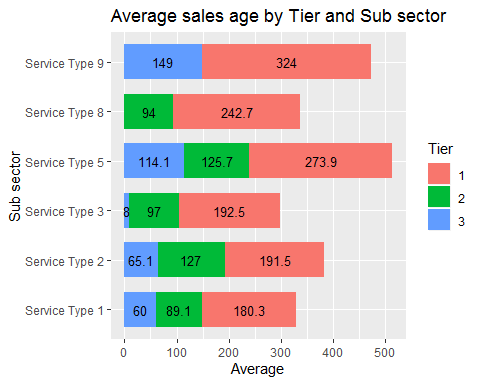 Average sales age by Tier and Sub sector
Service Type 9 149 324
Service Type 8 94 242.7
Service Type 5 114.1 125.7 273.9
Service Type 3 8 97 192.5
Service Type 2 65.1 127 191.5
Service Type 1 60 89.1 180.3
0 100 200 300 400 500
Average
Sub sector
Tier
1
2
3